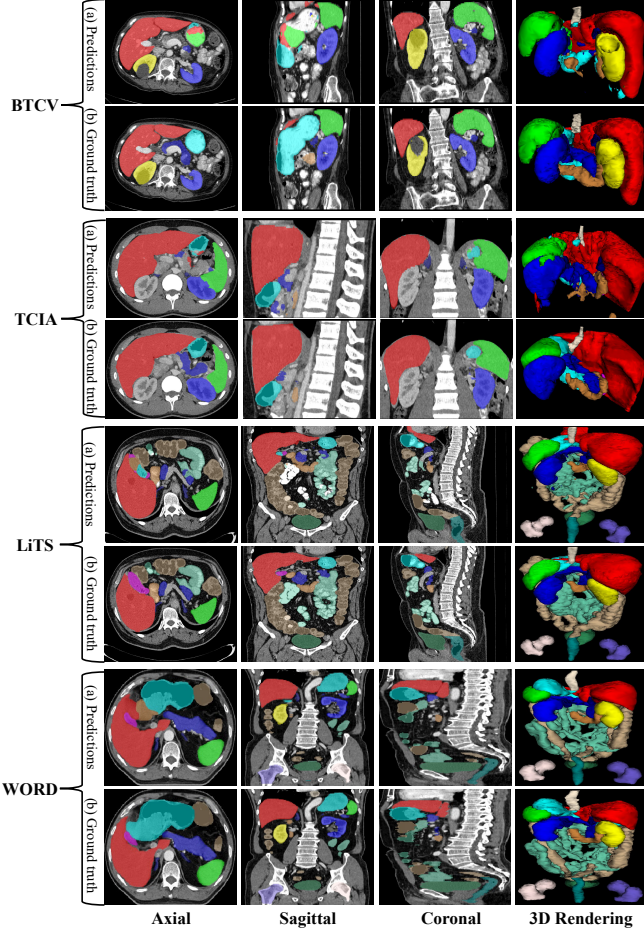 BTCV
(a) Predictions
(b) Ground truth
TCIA
(a) Predictions
(b) Ground truth
LiTS
(a) Predictions
(b) Ground truth
WORD
(a) Predictions
(b) Ground truth
Axial
Sagittal
Coronal
3D Rendering